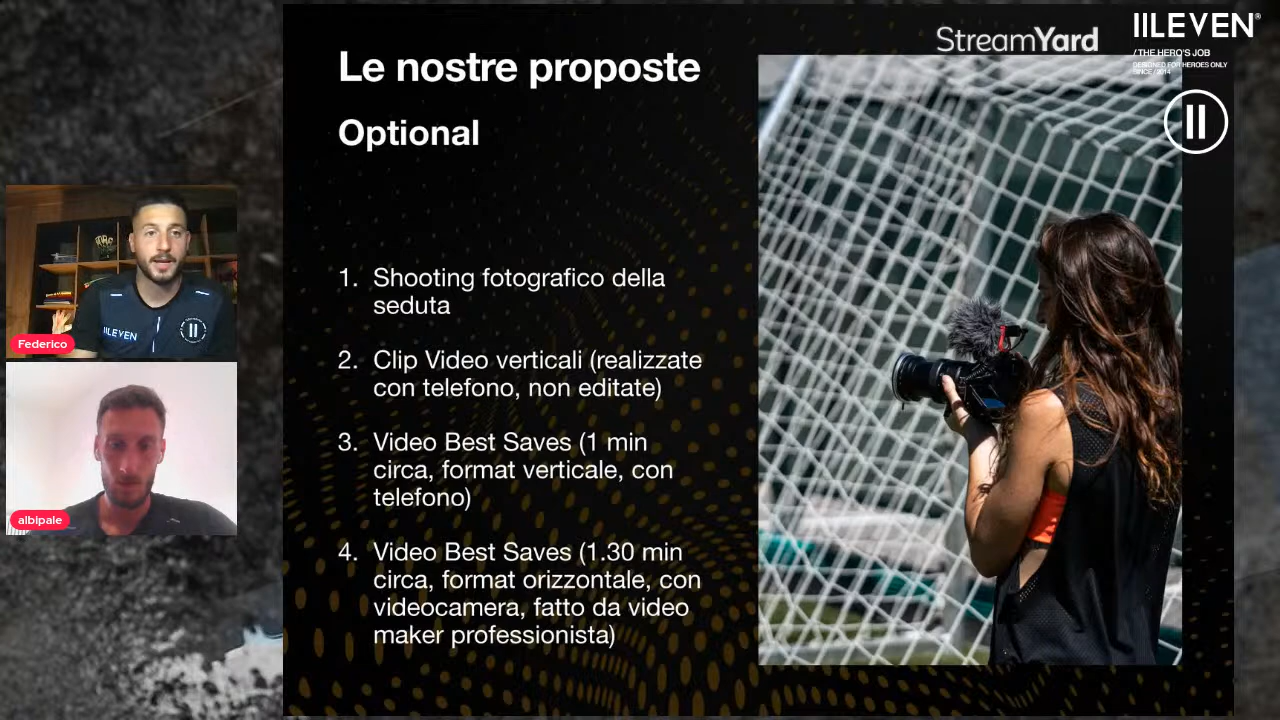 StreamYard
IILEVEN®
/ THE HERO'S JOB
DESIGNED FOR HEROES ONLY
SINCE / 2014
Le nostre proposte
Optional
1. Shooting fotografico della
seduta
2. Clip Video verticali (realizzate
con telefono, non editate)
3. Video Best Saves (1 min
circa, format verticale, con
telefono)
4. Video Best Saves (1.30 min
circa, format orizzontale, con
videocamera, fatto da video
maker professionista)
IILEVEN
Federico
albipale